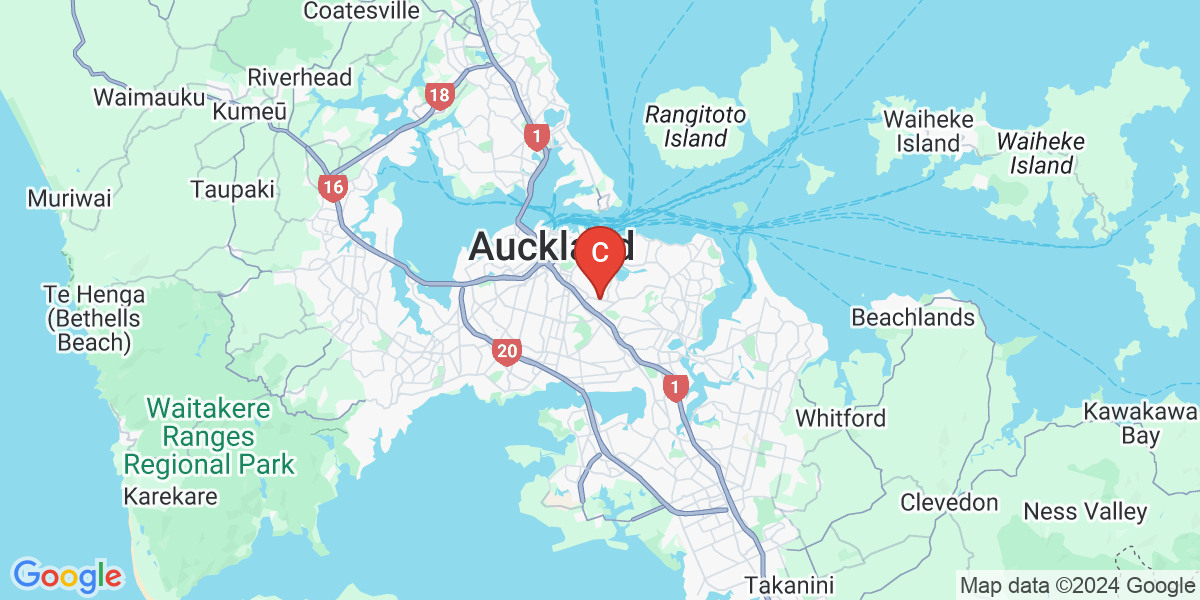 Coatesville
18
Riverhead
Waimauku
Kumeū
1
Rangitoto
Island
Waiheke
Island
Waiheke
Island
16
Taupaki
Muriwai
Auckland
C
Te Henga
(Bethells
Beach)
Beachlands
20
1
Waitakere
Ranges
Regional Park
Whitford
Kawakawa
Bay
Karekare
Clevedon
Ness Valley
Google
Takanini
Map data ©2024 Google